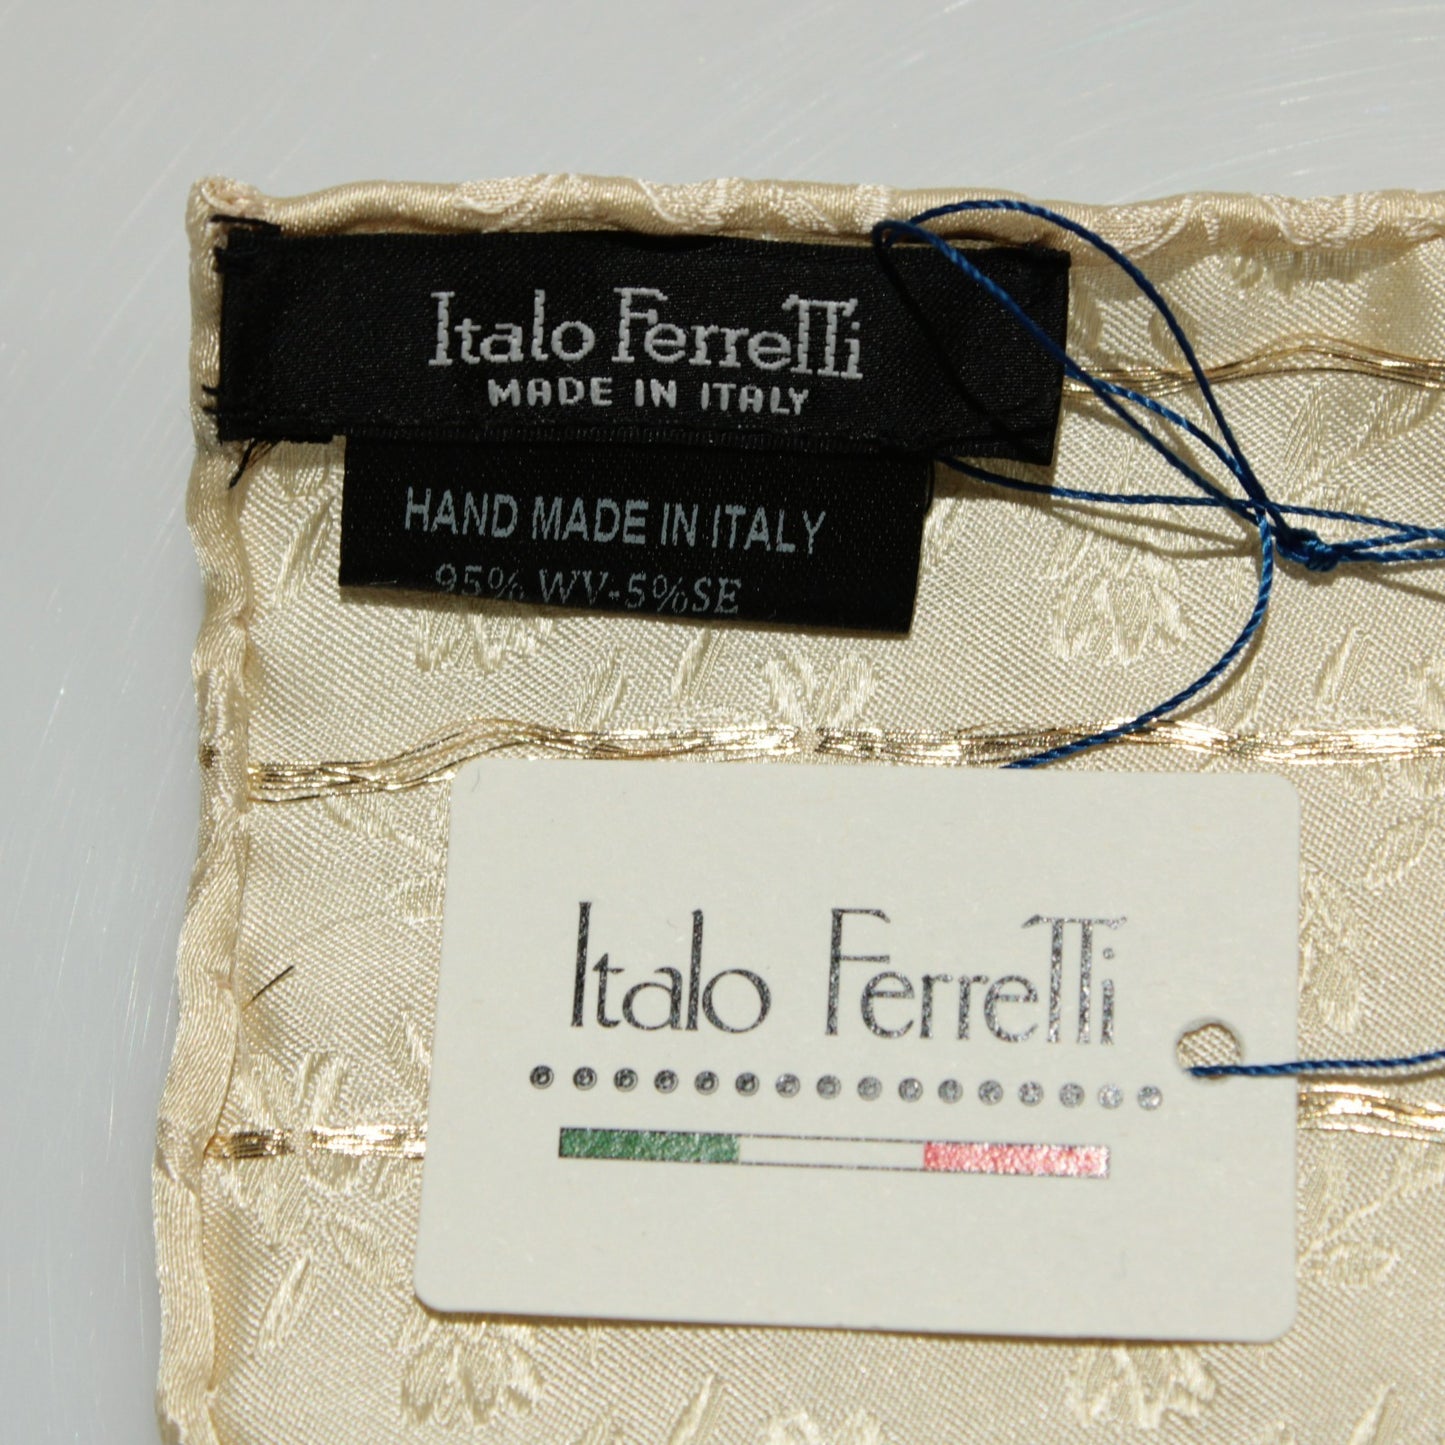 Italo Ferretti
MADE IN ITALY
HAND MADE IN ITALY
95% WV-5%SE
Italo Ferretti